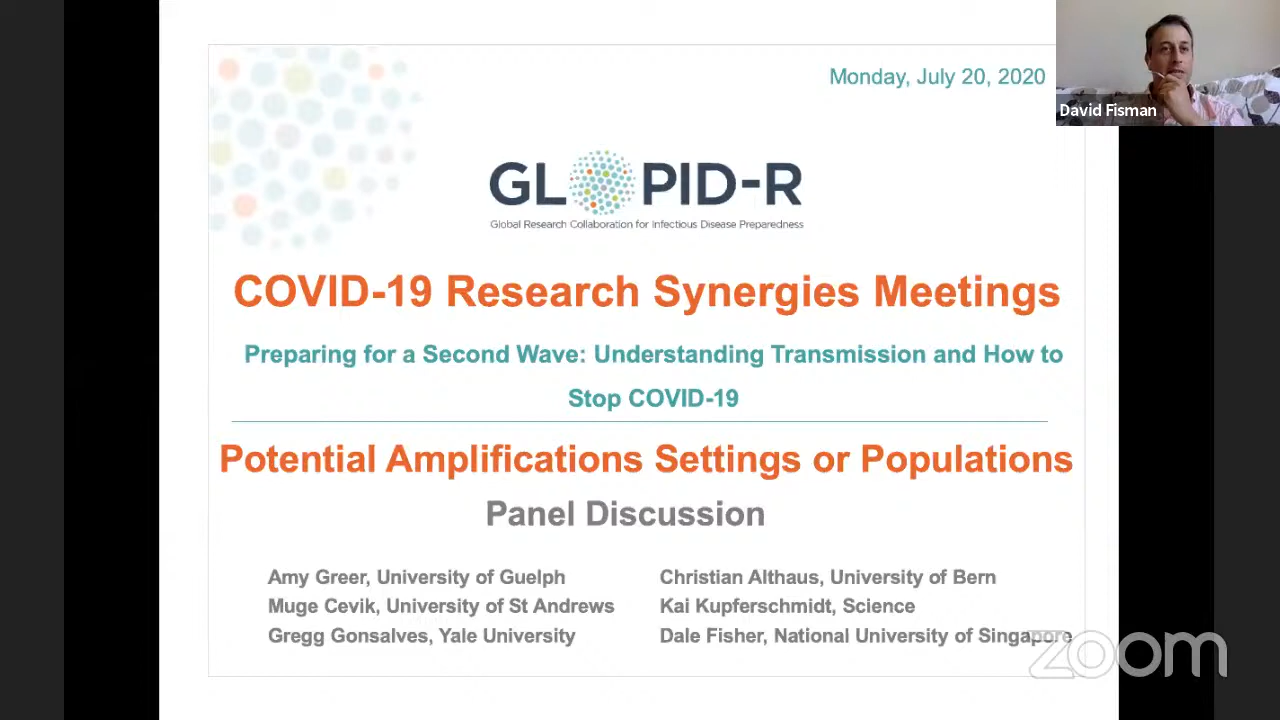 Monday, July 20, 2020
David Fisman
GLOPID-R
Global Research Collaboration for Infectious Disease Preparedness
COVID-19 Research Synergies Meetings
Preparing for a Second Wave: Understanding Transmission and How to
Stop COVID-19
Potential Amplifications Settings or Populations
Panel Discussion
Amy Greer, University of Guelph
Muge Cevik, University of St Andrews
Gregg Gonsalves, Yale University
Christian Althaus, University of Bern
Kai Kupferschmidt, Science
Dale Fisher, National University of Singapore
zoom